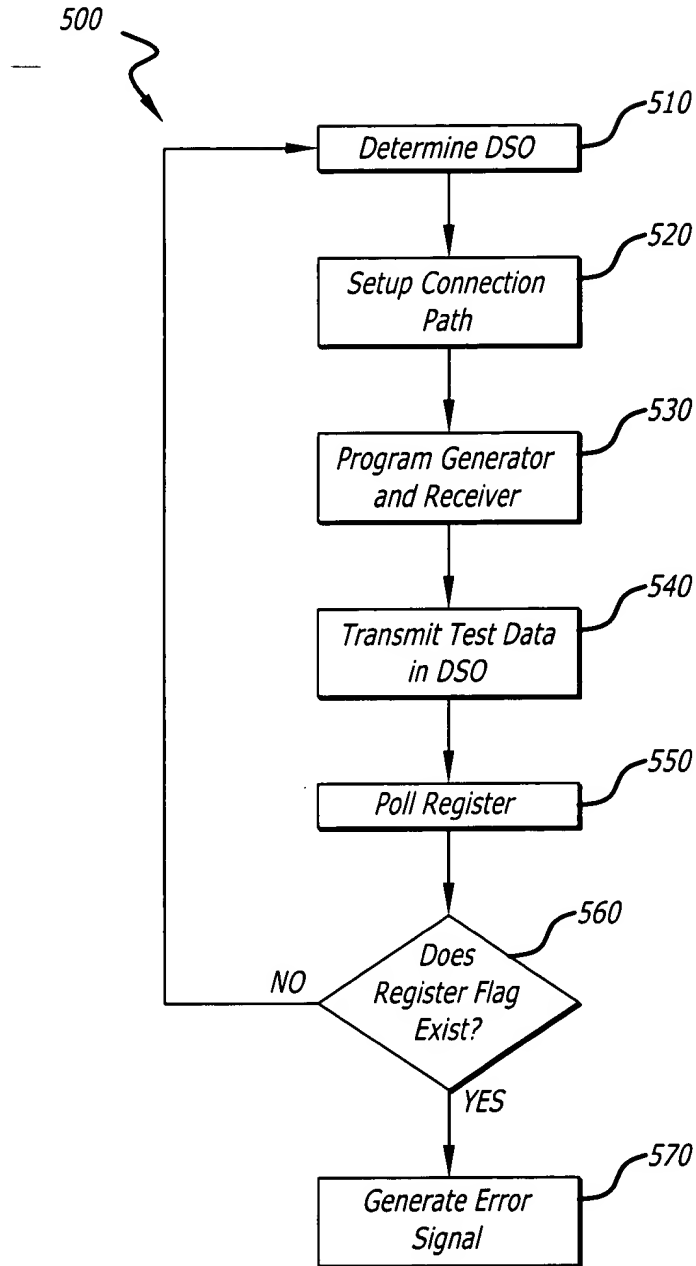 500
510
Determine DSO
520
Setup Connection
Path
530
Program Generator
and Receiver
540
Transmit Test Data
in DSO
550
Poll Register
560
Does
Register Flag
Exist?
NO
YES
570
Generate Error
Signal